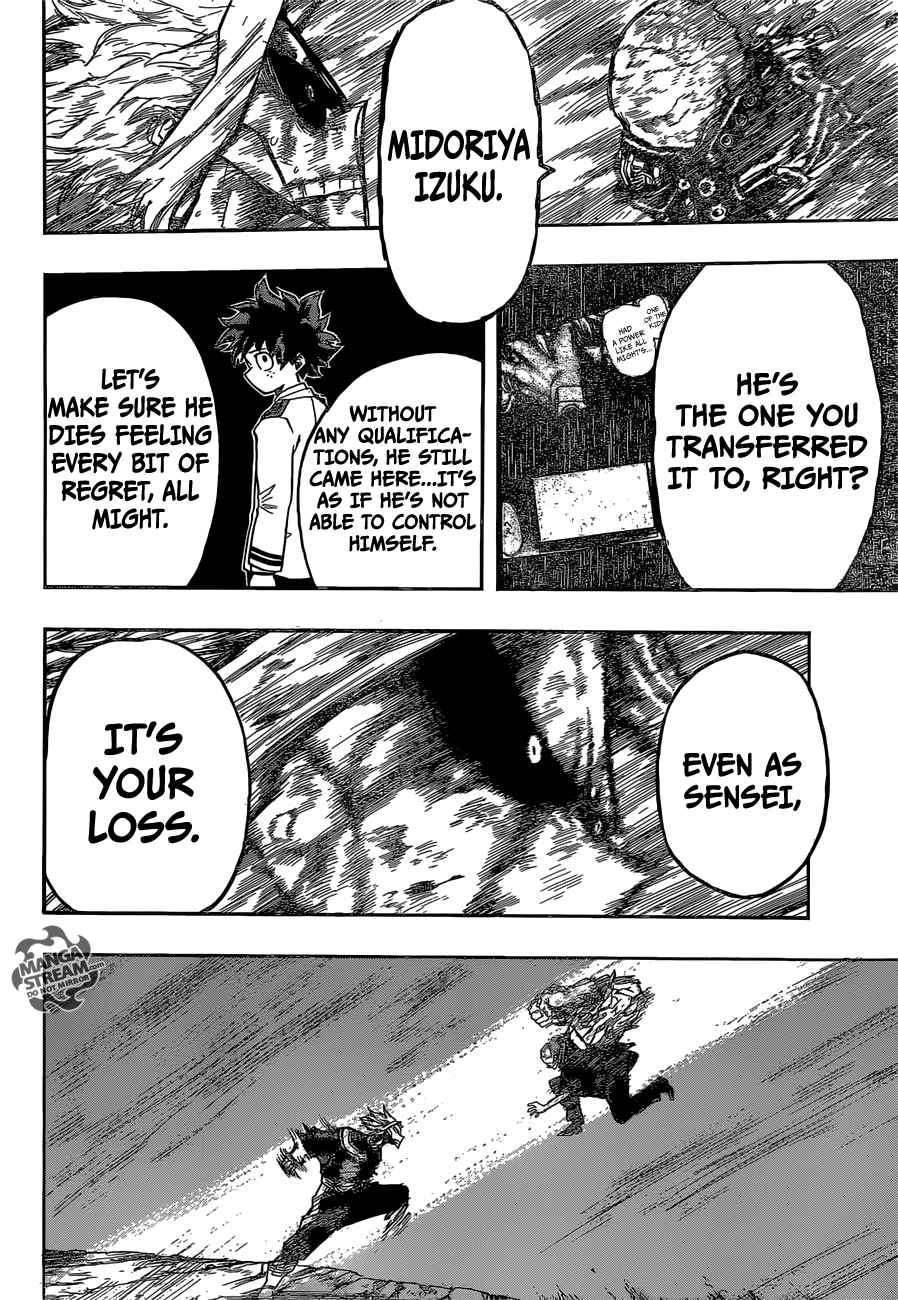 MIDORIYA
IZUKU.
ONE
OF THE
KIDS
HAD
A POWER
LIKE ALL
MIGHT'S...
HE'S
THE ONE YOU
TRANSFERRED
IT TO, RIGHT?
WITHOUT
ANY QUALIFICA-
TIONS, HE STILL
CAME HERE...IT'S
AS IF HE'S NOT
ABLE TO CONTROL
HIMSELF.
LET'S
MAKE SURE HE
DIES FEELING
EVERY BIT OF
REGRET, ALL
MIGHT.
EVEN AS
SENSEI,
IT'S
YOUR
LOSS.
MANGA
STREAM.com
DO NOT MIRROR!